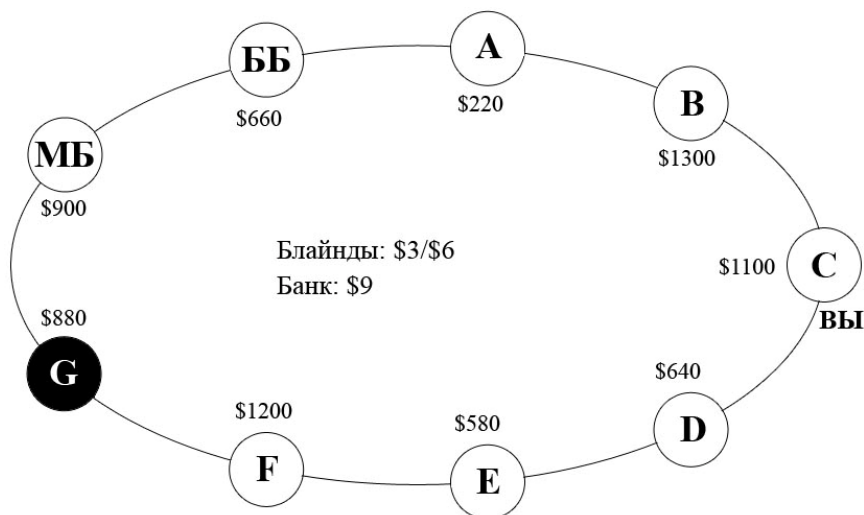 ББ
$660
A
$220
B
$1300
МБ
$900
Блайнды: $3/$6
Банк: $9
$1100
C
ВЫ
$880
G
$640
D
$1200
F
$580
E